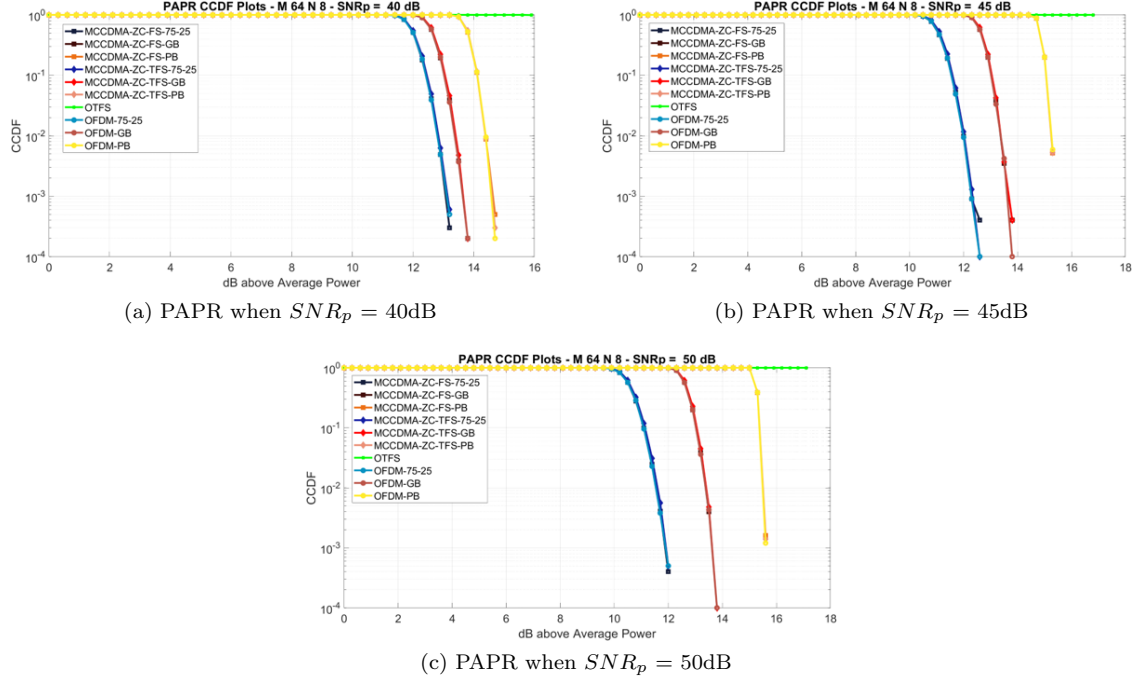 PAPR CCDF Plots - M 64 N 8 - SNRp = 40 dB
10^0
10^-1
10^-2
10^-3
10^-4
CCDF
MCCDMA-ZC-FS-75-25
MCCDMA-ZC-FS-GB
MCCDMA-ZC-FS-PB
MCCDMA-ZC-TFS-75-25
MCCDMA-ZC-TFS-GB
MCCDMA-ZC-TFS-PB
OTFS
OFDM-75-25
OFDM-GB
OFDM-PB
0 2 4 6 8 10 12 14 16
dB above Average Power
(a) PAPR when SNR_p = 40dB
PAPR CCDF Plots - M 64 N 8 - SNRp = 45 dB
10^0
10^-1
10^-2
10^-3
10^-4
CCDF
MCCDMA-ZC-FS-75-25
MCCDMA-ZC-FS-GB
MCCDMA-ZC-FS-PB
MCCDMA-ZC-TFS-75-25
MCCDMA-ZC-TFS-GB
MCCDMA-ZC-TFS-PB
OTFS
OFDM-75-25
OFDM-GB
OFDM-PB
0 2 4 6 8 10 12 14 16 18
dB above Average Power
(b) PAPR when SNR_p = 45dB
PAPR CCDF Plots - M 64 N 8 - SNRp = 50 dB
10^0
10^-1
10^-2
10^-3
10^-4
CCDF
MCCDMA-ZC-FS-75-25
MCCDMA-ZC-FS-GB
MCCDMA-ZC-FS-PB
MCCDMA-ZC-TFS-75-25
MCCDMA-ZC-TFS-GB
MCCDMA-ZC-TFS-PB
OTFS
OFDM-75-25
OFDM-GB
OFDM-PB
0 2 4 6 8 10 12 14 16 18
dB above Average Power
(c) PAPR when SNR_p = 50dB